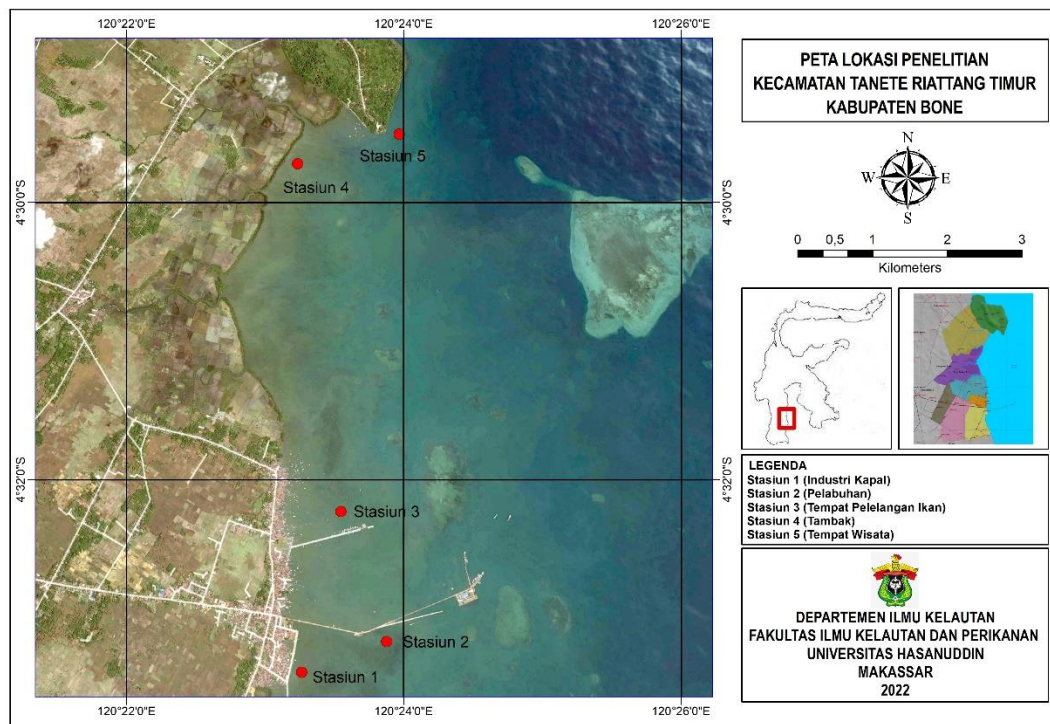 120°22'0"E
120°24'0"E
120°26'0"E
4°30'0"S
4°32'0"S
Stasiun 5
Stasiun 4
Stasiun 3
Stasiun 2
Stasiun 1
4°30'0"S
4°32'0"S
120°22'0"E
120°24'0"E
120°26'0"E
PETA LOKASI PENELITIAN
KECAMATAN TANETE RIATTANG TIMUR
KABUPATEN BONE
N
W E
S
0 0,5 1 2 3
Kilometers
LEGENDA
Stasiun 1 (Industri Kapal)
Stasiun 2 (Pelabuhan)
Stasiun 3 (Tempat Pelelangan Ikan)
Stasiun 4 (Tambak)
Stasiun 5 (Tempat Wisata)
DEPARTEMEN ILMU KELAUTAN
FAKULTAS ILMU KELAUTAN DAN PERIKANAN
UNIVERSITAS HASANUDDIN
MAKASSAR
2022